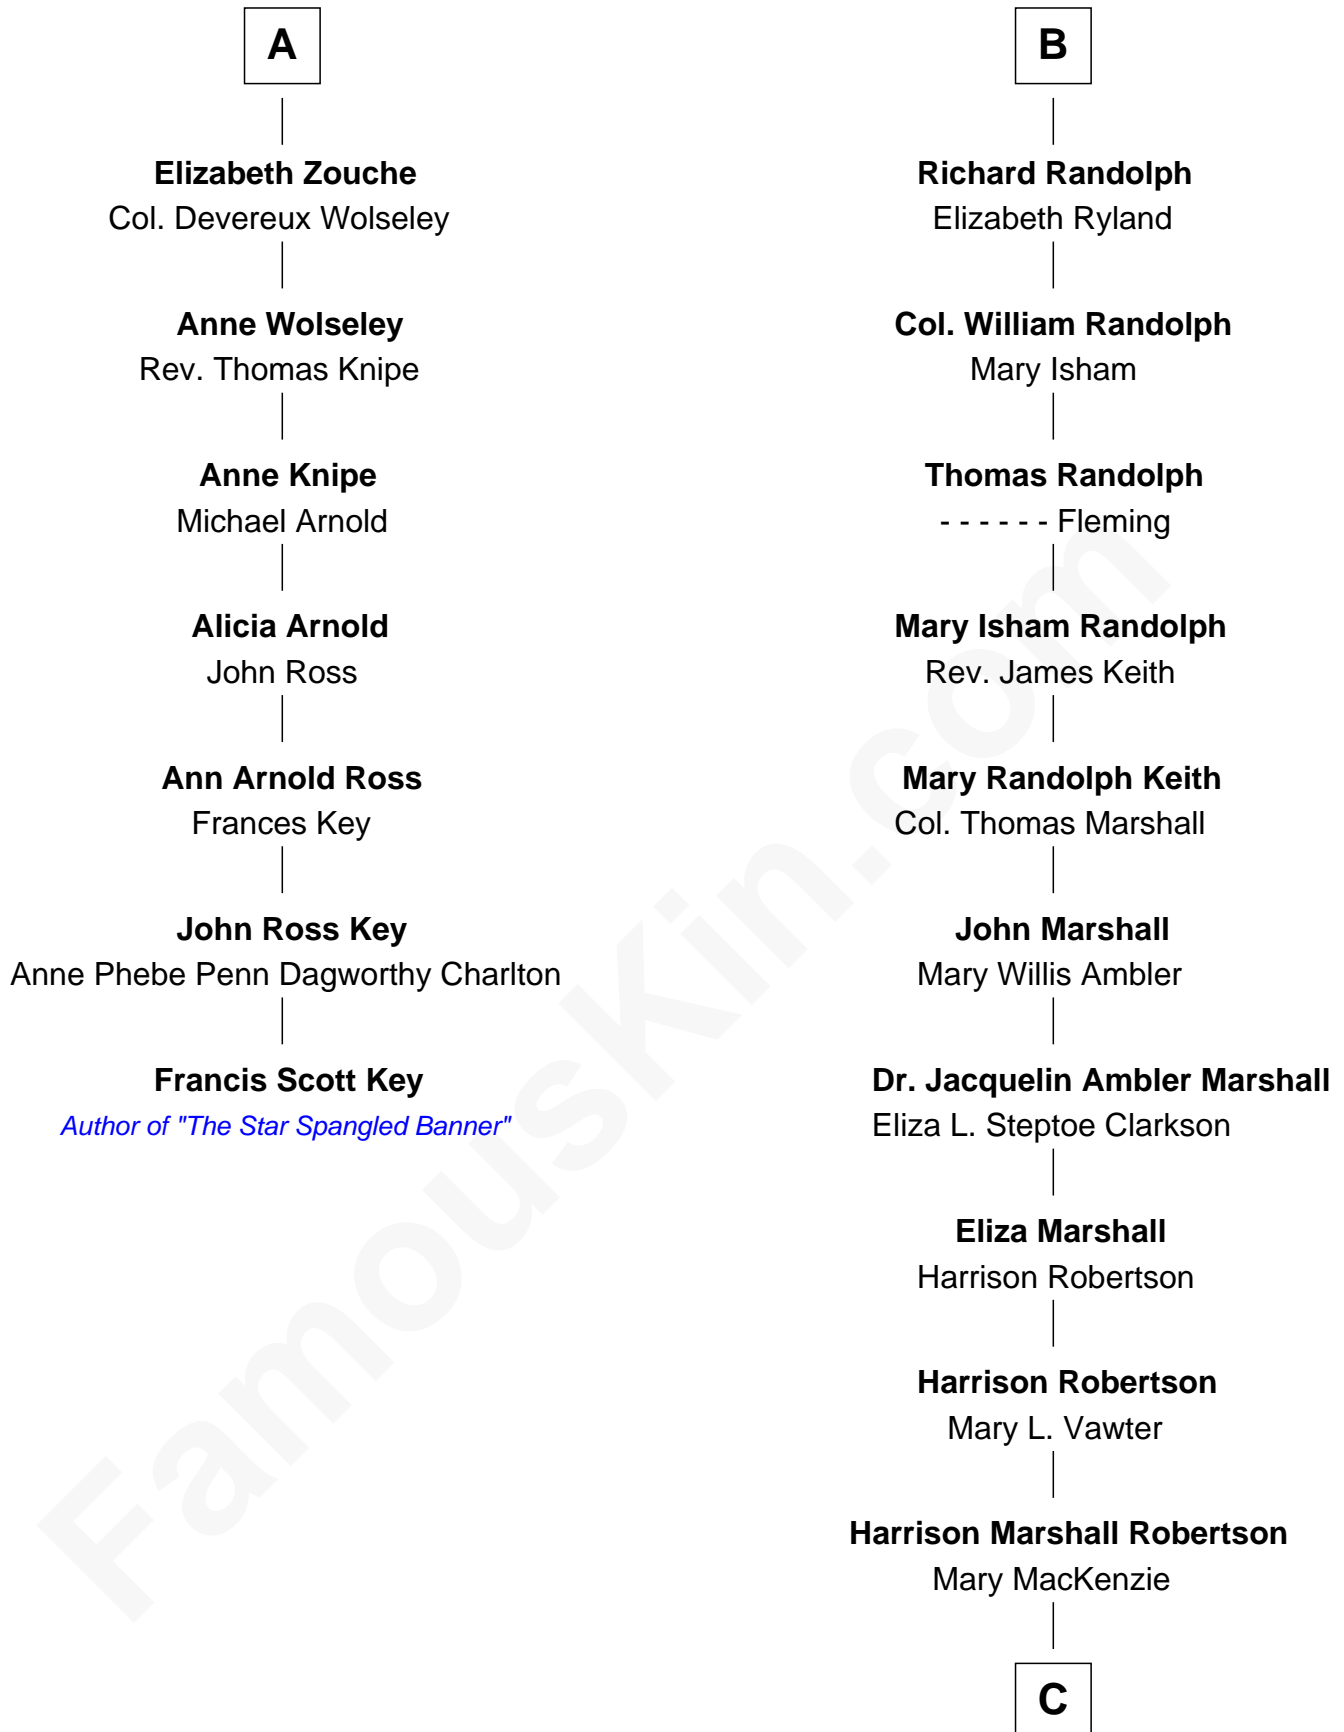 A
Elizabeth Zouche
Col. Devereux Wolseley
Anne Wolseley
Rev. Thomas Knipe
Anne Knipe
Michael Arnold
Alicia Arnold
John Ross
Ann Arnold Ross
Frances Key
John Ross Key
Anne Phebe Penn Dagworthy Charlton
Francis Scott Key
Author of "The Star Spangled Banner"
B
Richard Randolph
Elizabeth Ryland
Col. William Randolph
Mary Isham
Thomas Randolph
- - - - - - Fleming
Mary Isham Randolph
Rev. James Keith
Mary Randolph Keith
Col. Thomas Marshall
John Marshall
Mary Willis Ambler
Dr. Jacquelin Ambler Marshall
Eliza L. Steptoe Clarkson
Eliza Marshall
Harrison Robertson
Harrison Robertson
Mary L. Vawter
Harrison Marshall Robertson
Mary MacKenzie
C
FamousKin.com